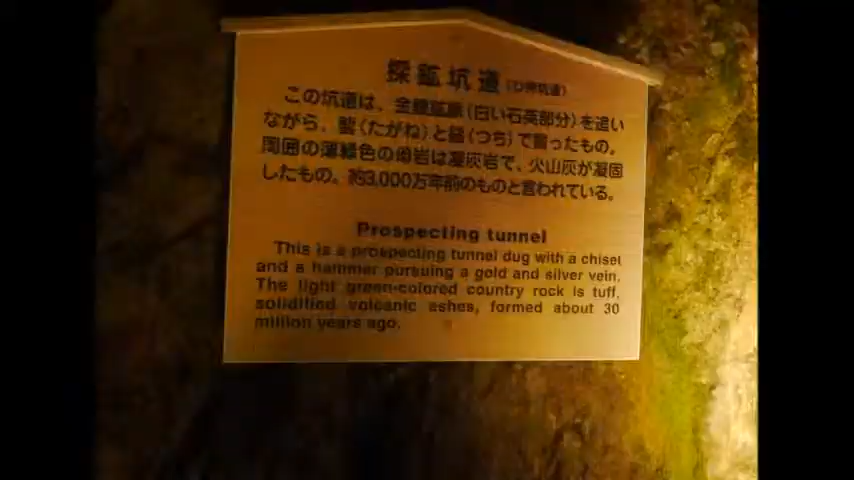 探鉱坑道
この坑道は、金銀鉱脈(白い石英部分)を追い
ながら、鏨(たがね)と鎚(つち)で掘ったもの。
周囲の薄緑色の母岩は凝灰岩で、火山灰が凝固
したもの。約3,000万年前のものと言われている。
Prospecting tunnel
This is a prospecting tunnel dug with a chisel
and a hammer pursuing a gold and silver vein.
The light green-colored country rock is tuff,
solidified volcanic ashes, formed about 30
million years ago.